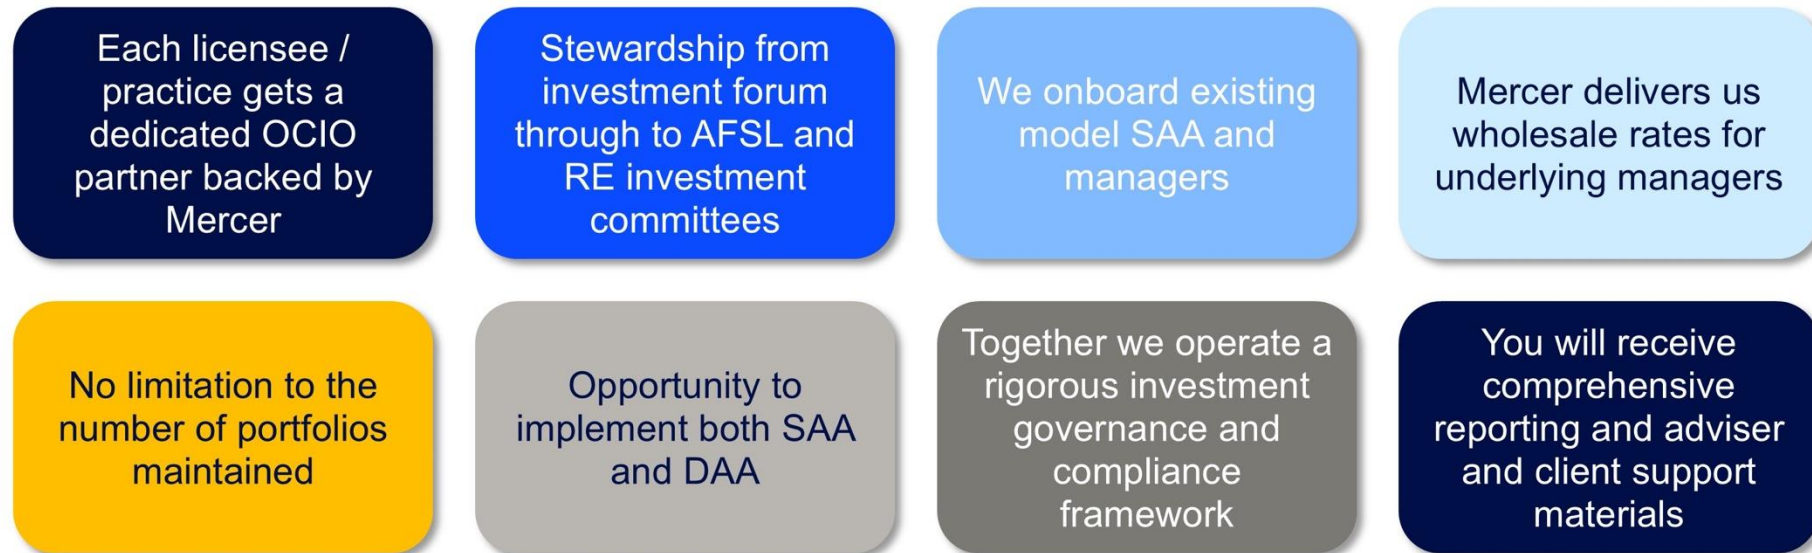 Each licensee /
practice gets a
dedicated OCIO
partner backed by
Mercer
Stewardship from
investment forum
through to AFSL and
RE investment
committees
We onboard existing
model SAA and
managers
Mercer delivers us
wholesale rates for
underlying managers
No limitation to the
number of portfolios
maintained
Opportunity to
implement both SAA
and DAA
Together we operate a
rigorous investment
governance and
compliance
framework
You will receive
comprehensive
reporting and adviser
and client support
materials